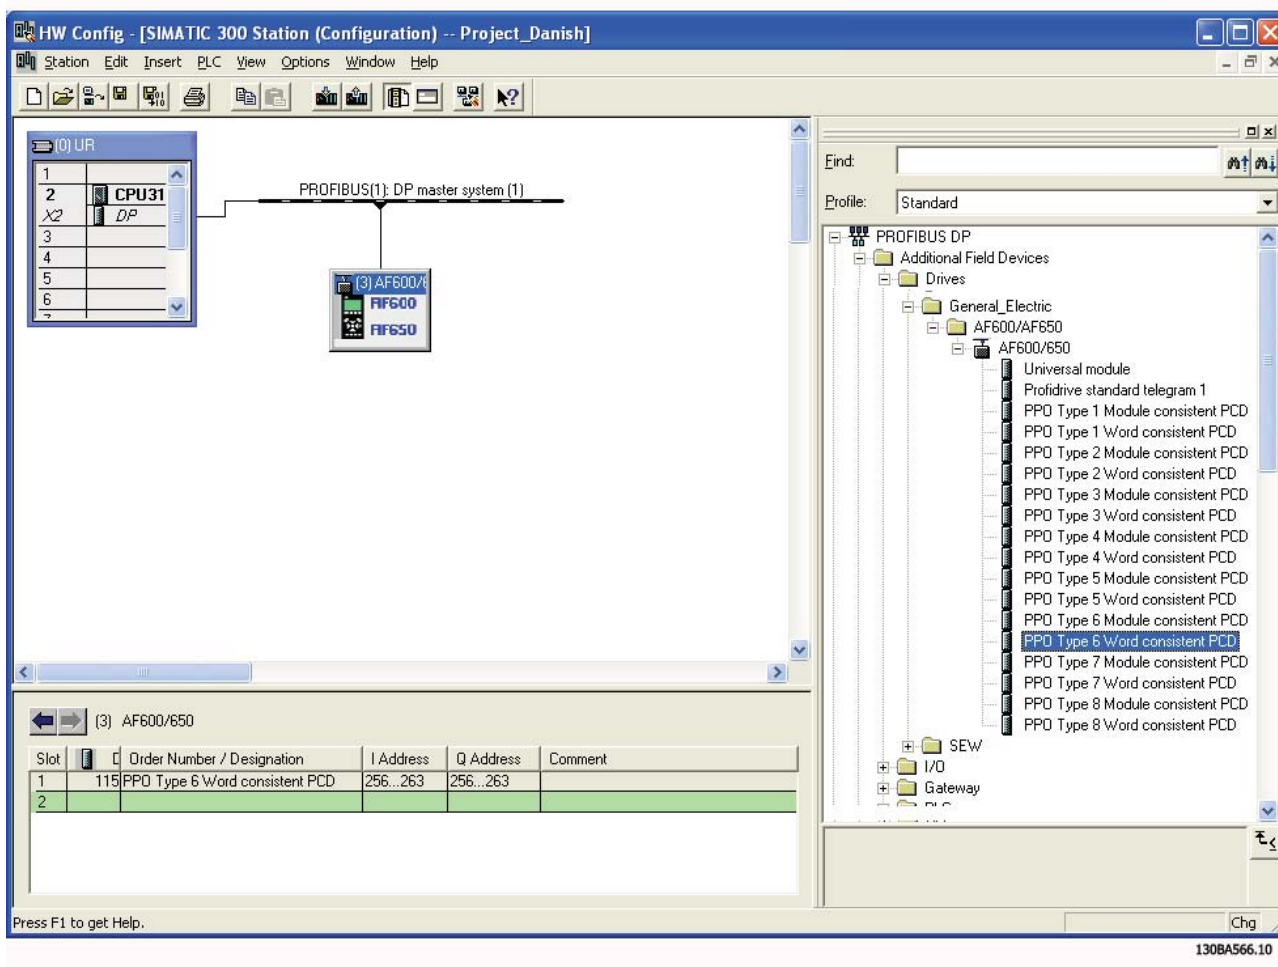 HW Config - [SIMATIC 300 Station (Configuration) -- Project_Danish]
Station Edit Insert PLC View Options Window Help
(0) UR
1
2 CPU31
X2 DP
3
4
5
6
7
PROFIBUS(1): DP master system (1)
(3) AF600/6
AF600
AF650
Find:
Profile: Standard
PROFIBUS DP
Additional Field Devices
Drives
General_Electric
AF600/AF650
AF600/650
Universal module
Profidrive standard telegram 1
PPO Type 1 Module consistent PCD
PPO Type 1 Word consistent PCD
PPO Type 2 Module consistent PCD
PPO Type 2 Word consistent PCD
PPO Type 3 Module consistent PCD
PPO Type 3 Word consistent PCD
PPO Type 4 Module consistent PCD
PPO Type 4 Word consistent PCD
PPO Type 5 Module consistent PCD
PPO Type 5 Word consistent PCD
PPO Type 6 Module consistent PCD
PPO Type 6 Word consistent PCD
PPO Type 7 Module consistent PCD
PPO Type 7 Word consistent PCD
PPO Type 8 Module consistent PCD
PPO Type 8 Word consistent PCD
SEW
I/O
Gateway
(3) AF600/650
Slot D Order Number / Designation I Address Q Address Comment
1 115 PPO Type 6 Word consistent PCD 256...263 256...263
2
Press F1 to get Help.
Chg
130BA566.10